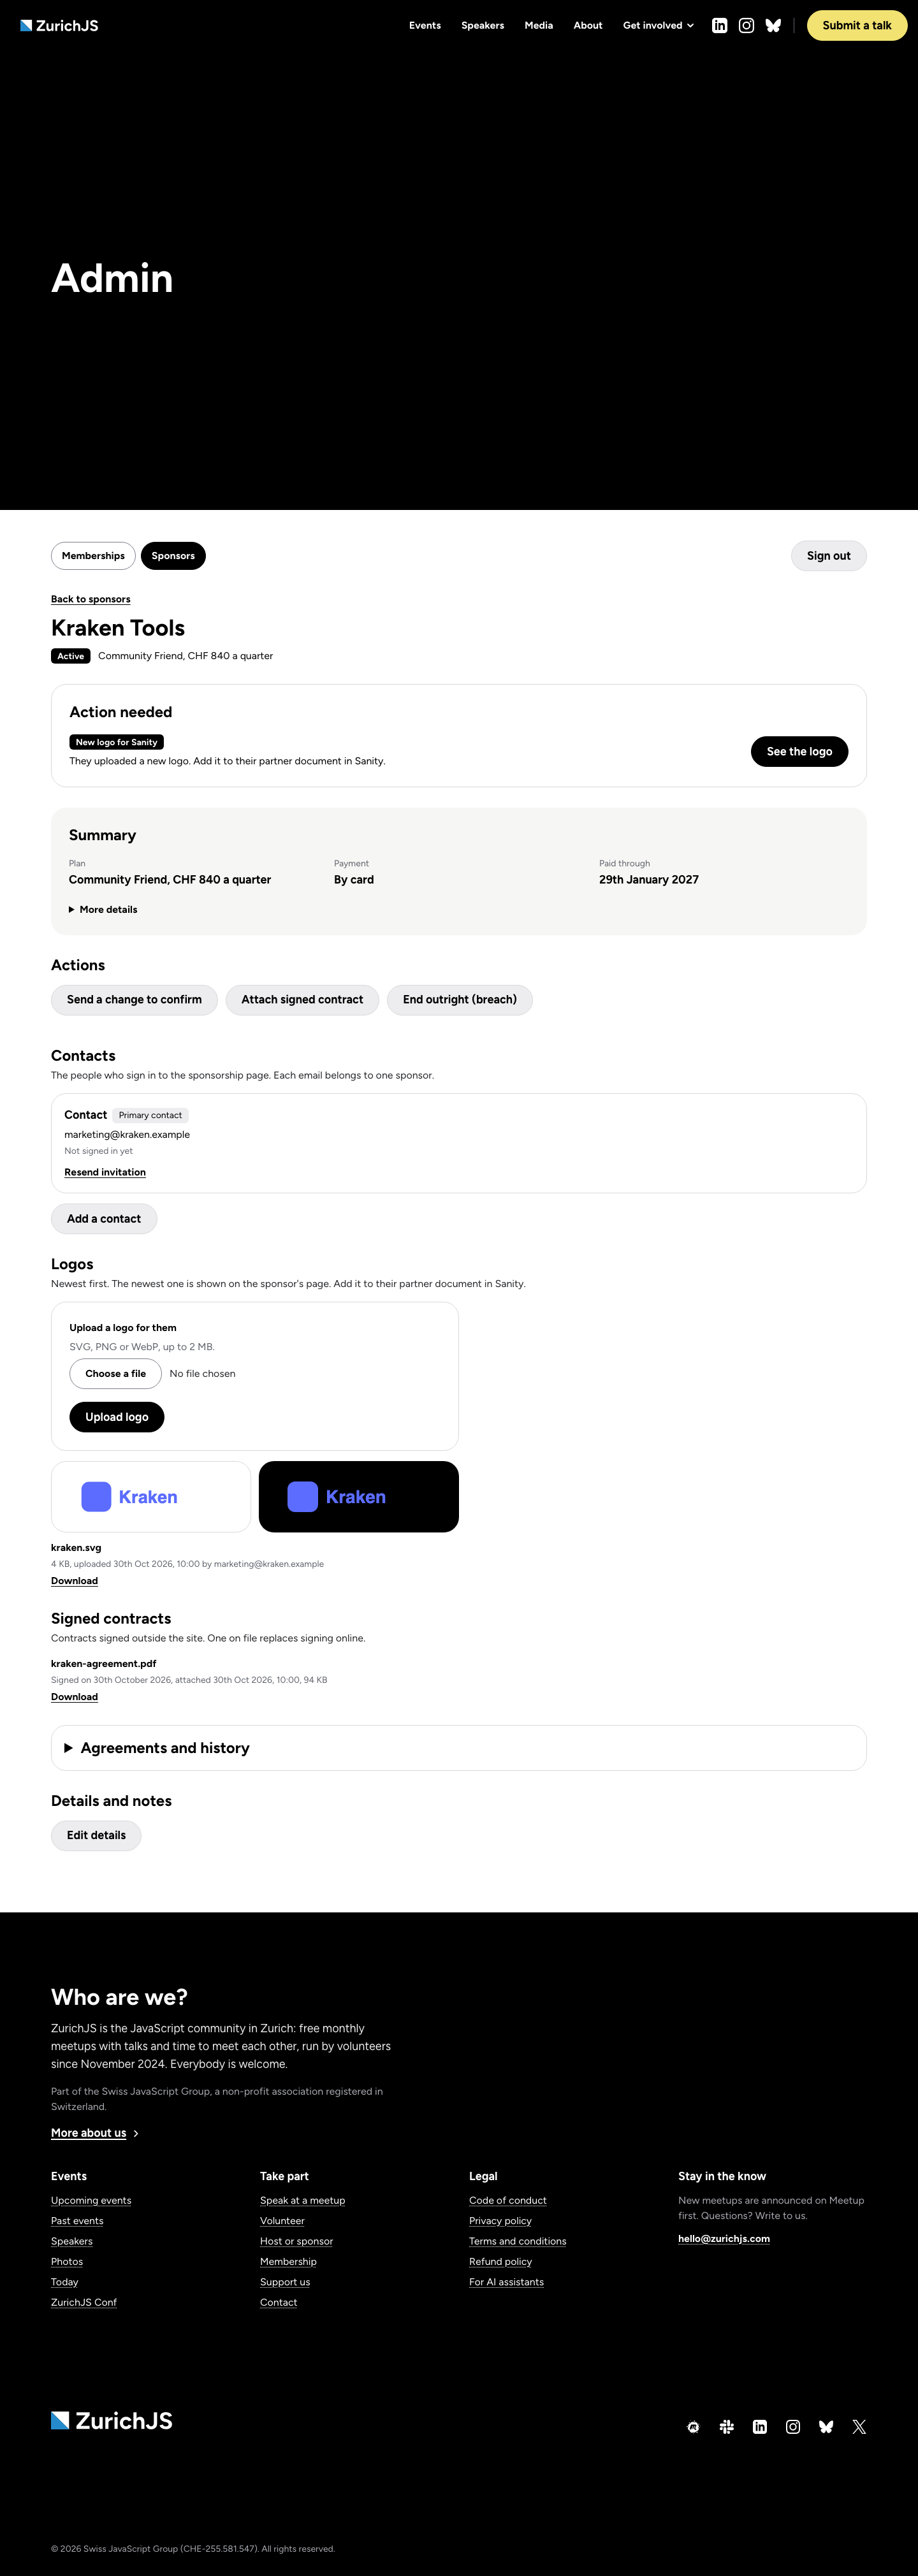 ZurichJS
Events
Speakers
Media
About
Get involved
Submit a talk
Admin
Memberships
Sponsors
Sign out
Back to sponsors
Kraken Tools
Active
Community Friend, CHF 840 a quarter
Action needed
New logo for Sanity
They uploaded a new logo. Add it to their partner document in Sanity.
See the logo
Summary
Plan
Community Friend, CHF 840 a quarter
Payment
By card
Paid through
29th January 2027
More details
Actions
Send a change to confirm
Attach signed contract
End outright (breach)
Contacts
The people who sign in to the sponsorship page. Each email belongs to one sponsor.
Contact
Primary contact
marketing@kraken.example
Not signed in yet
Resend invitation
Add a contact
Logos
Newest first. The newest one is shown on the sponsor's page. Add it to their partner document in Sanity.
Upload a logo for them
SVG, PNG or WebP, up to 2 MB.
Choose a file
No file chosen
Upload logo
Kraken
Kraken
kraken.svg
4 KB, uploaded 30th Oct 2026, 10:00 by marketing@kraken.example
Download
Signed contracts
Contracts signed outside the site. One on file replaces signing online.
kraken-agreement.pdf
Signed on 30th October 2026, attached 30th Oct 2026, 10:00, 94 KB
Download
Agreements and history
Details and notes
Edit details
Who are we?
ZurichJS is the JavaScript community in Zurich: free monthly
meetups with talks and time to meet each other, run by volunteers
since November 2024. Everybody is welcome.
Part of the Swiss JavaScript Group, a non-profit association registered in
Switzerland.
More about us
Events
Upcoming events
Past events
Speakers
Photos
Today
ZurichJS Conf
Take part
Speak at a meetup
Volunteer
Host or sponsor
Membership
Support us
Contact
Legal
Code of conduct
Privacy policy
Terms and conditions
Refund policy
For AI assistants
Stay in the know
New meetups are announced on Meetup
first. Questions? Write to us.
hello@zurichjs.com
ZurichJS
© 2026 Swiss JavaScript Group (CHE-255.581.547). All rights reserved.